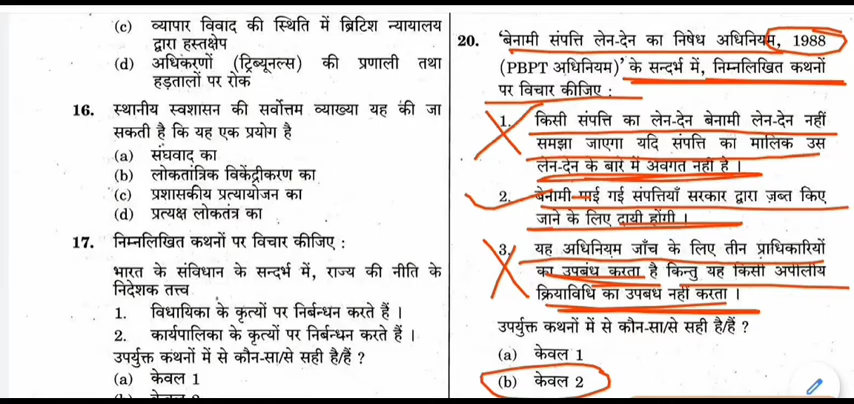 (c) व्यापार विवाद की स्थिति में ब्रिटिश न्यायालय
द्वारा हस्तक्षेप
(d) अधिकरणों (ट्रिब्यूनल्स) की प्रणाली तथा
हड़तालों पर रोक
16. स्थानीय स्वशासन की सर्वोत्तम व्याख्या यह की जा
सकती है कि यह एक प्रयोग है
(a) संघवाद का
(b) लोकतांत्रिक विकेंद्रीकरण का
(c) प्रशासकीय प्रत्यायोजन का
(d) प्रत्यक्ष लोकतंत्र का
17. निम्नलिखित कथनों पर विचार कीजिए :
भारत के संविधान के सन्दर्भ में, राज्य की नीति के
निदेशक तत्त्व
1. विधायिका के कृत्यों पर निर्बन्धन करते हैं ।
2. कार्यपालिका के कृत्यों पर निर्बन्धन करते हैं ।
उपर्युक्त कथनों में से कौन-सा/से सही है/हैं ?
(a) केवल 1
20. 'बेनामी संपत्ति लेन-देन का निषेध अधिनियम, 1988
(PBPT अधिनियम)' के सन्दर्भ में, निम्नलिखित कथनों
पर विचार कीजिए :
1. किसी संपत्ति का लेन-देन बेनामी लेन-देन नहीं
समझा जाएगा यदि संपत्ति का मालिक उस
लेन-देन के बारे में अवगत नहीं है ।
2. बेनामी पाई गई संपत्तियाँ सरकार द्वारा ज़ब्त किए
जाने के लिए दायी होंगी ।
3. यह अधिनियम जाँच के लिए तीन प्राधिकारियों
का उपबंध करता है किन्तु यह किसी अपीलीय
क्रियाविधि का उपबंध नहीं करता ।
उपर्युक्त कथनों में से कौन-सा/से सही है/हैं ?
(a) केवल 1
(b) केवल 2